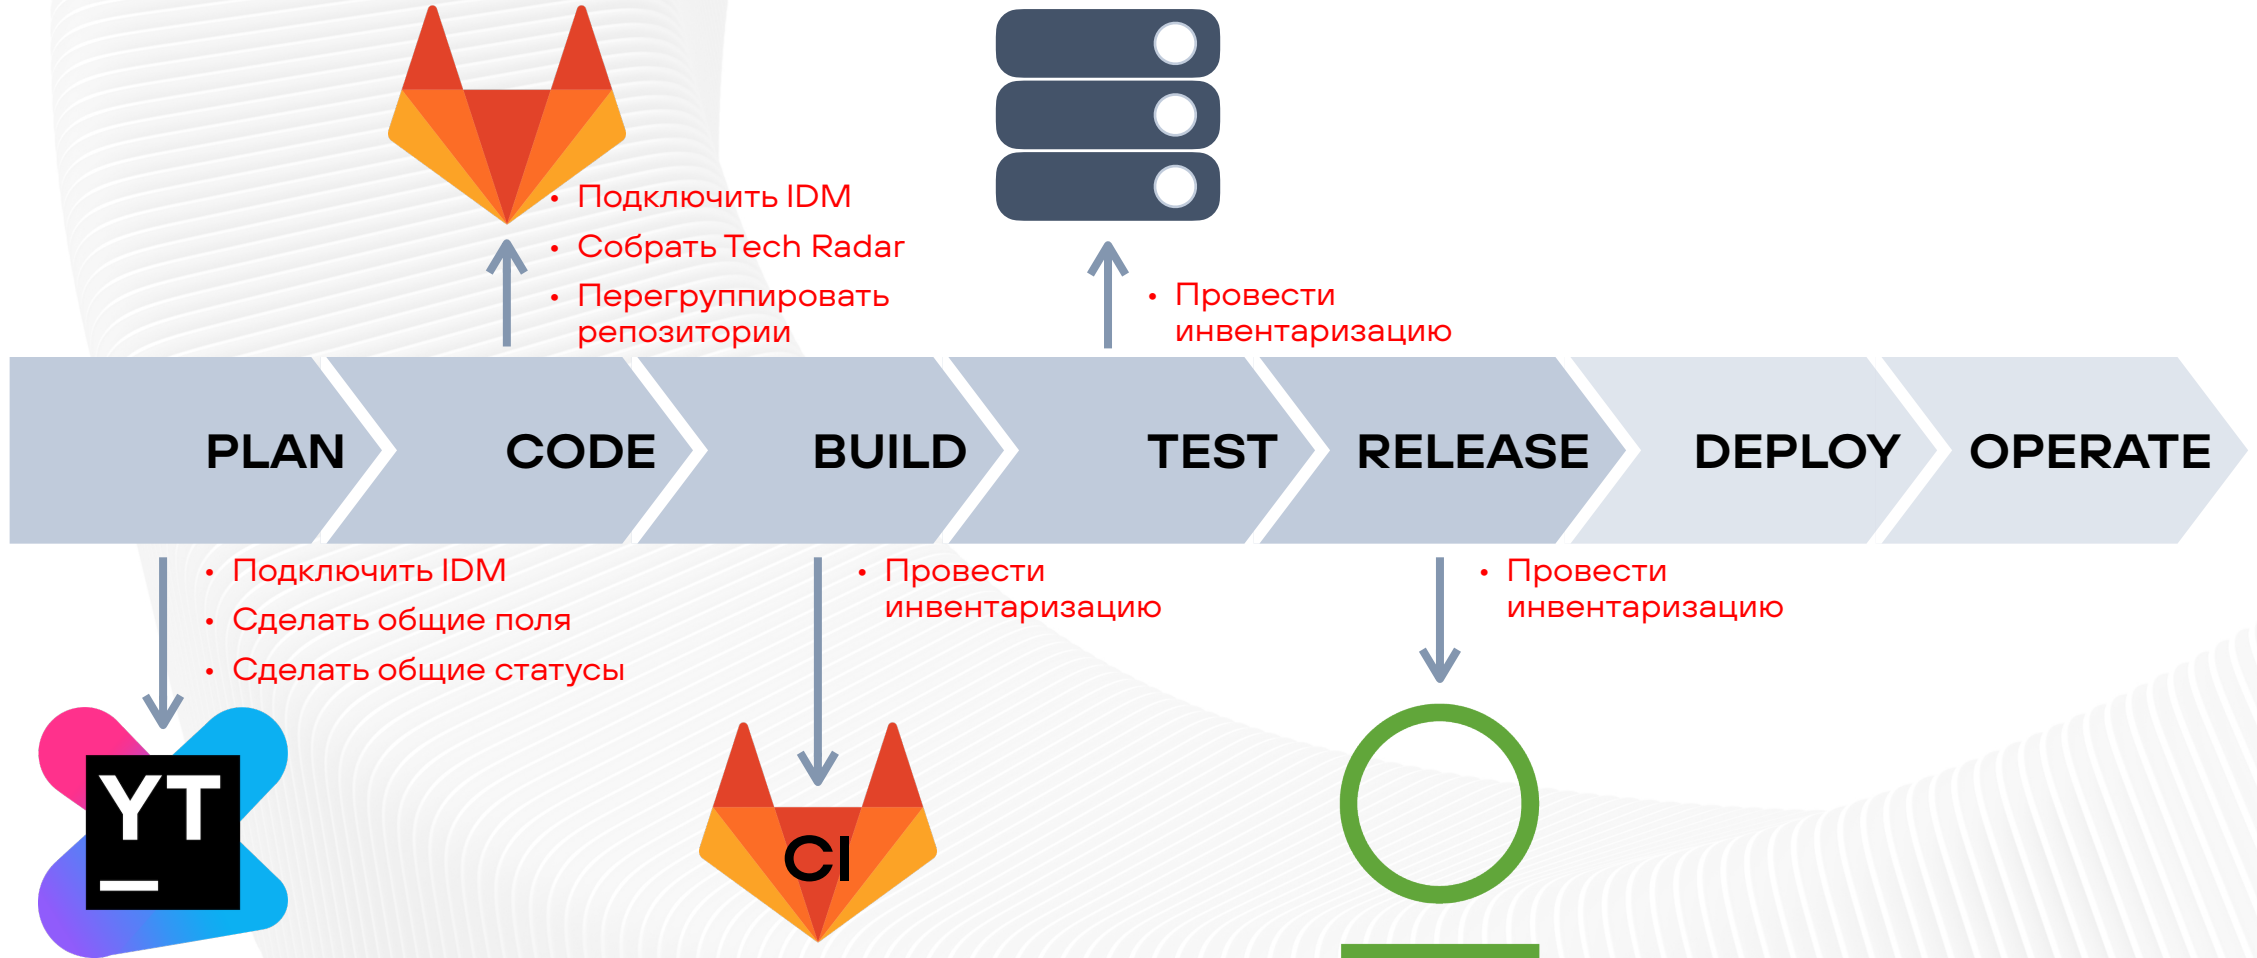 • Подключить IDM
• Собрать Tech Radar
• Перегруппировать
репозитории
• Провести
инвентаризацию
PLAN
CODE
BUILD
TEST
RELEASE
DEPLOY
OPERATE
• Подключить IDM
• Сделать общие поля
• Сделать общие статусы
• Провести
инвентаризацию
• Провести
инвентаризацию
YT
CI